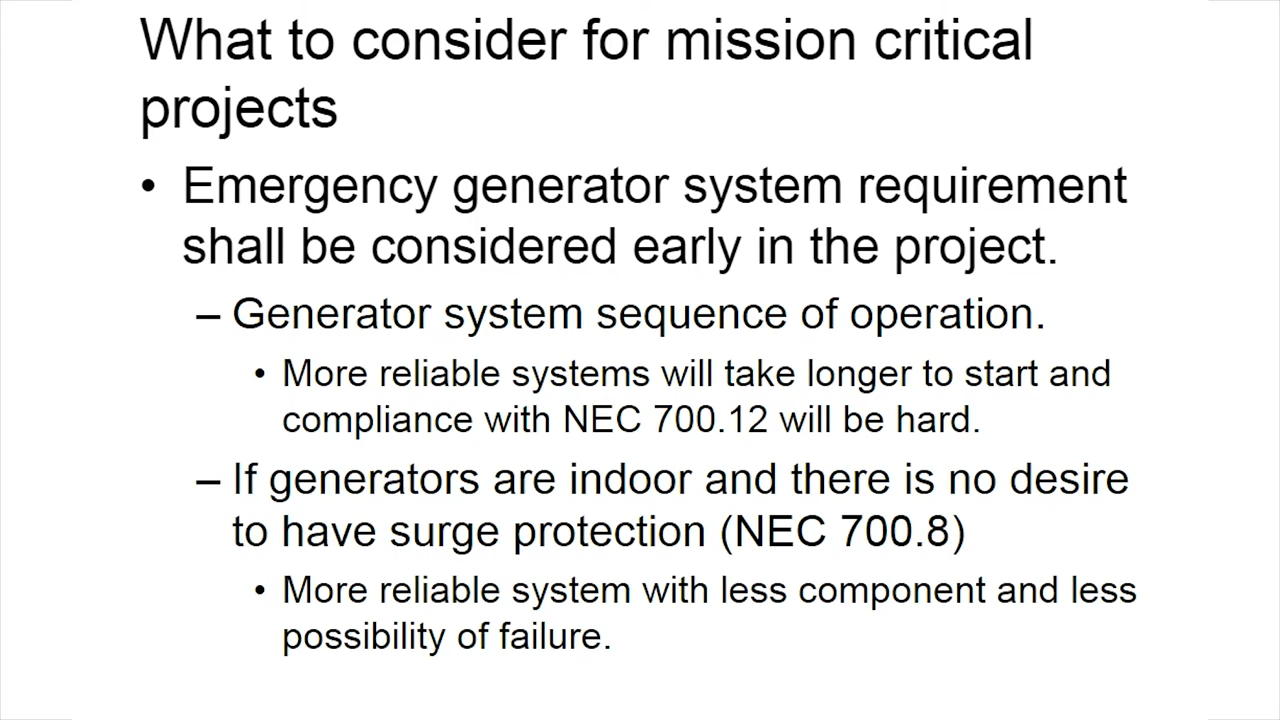 What to consider for mission critical
projects
• Emergency generator system requirement
shall be considered early in the project.
– Generator system sequence of operation.
• More reliable systems will take longer to start and
compliance with NEC 700.12 will be hard.
– If generators are indoor and there is no desire
to have surge protection (NEC 700.8)
• More reliable system with less component and less
possibility of failure.